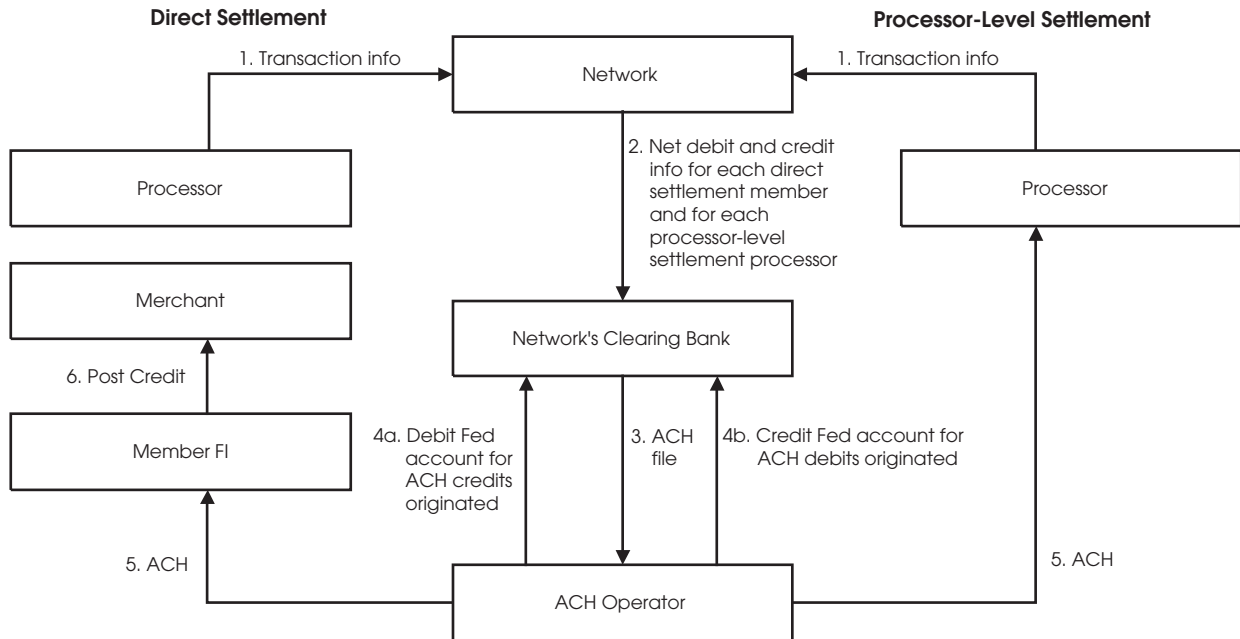 Direct Settlement
Processor-Level Settlement
1. Transaction info
Network
1. Transaction info
2. Net debit and credit
info for each direct
settlement member
and for each
processor-level
settlement processor
Processor
Processor
Merchant
Network's Clearing Bank
6. Post Credit
4a. Debit Fed
account for
ACH credits
originated
3. ACH
file
4b. Credit Fed account for
ACH debits originated
Member FI
5. ACH
5. ACH
ACH Operator